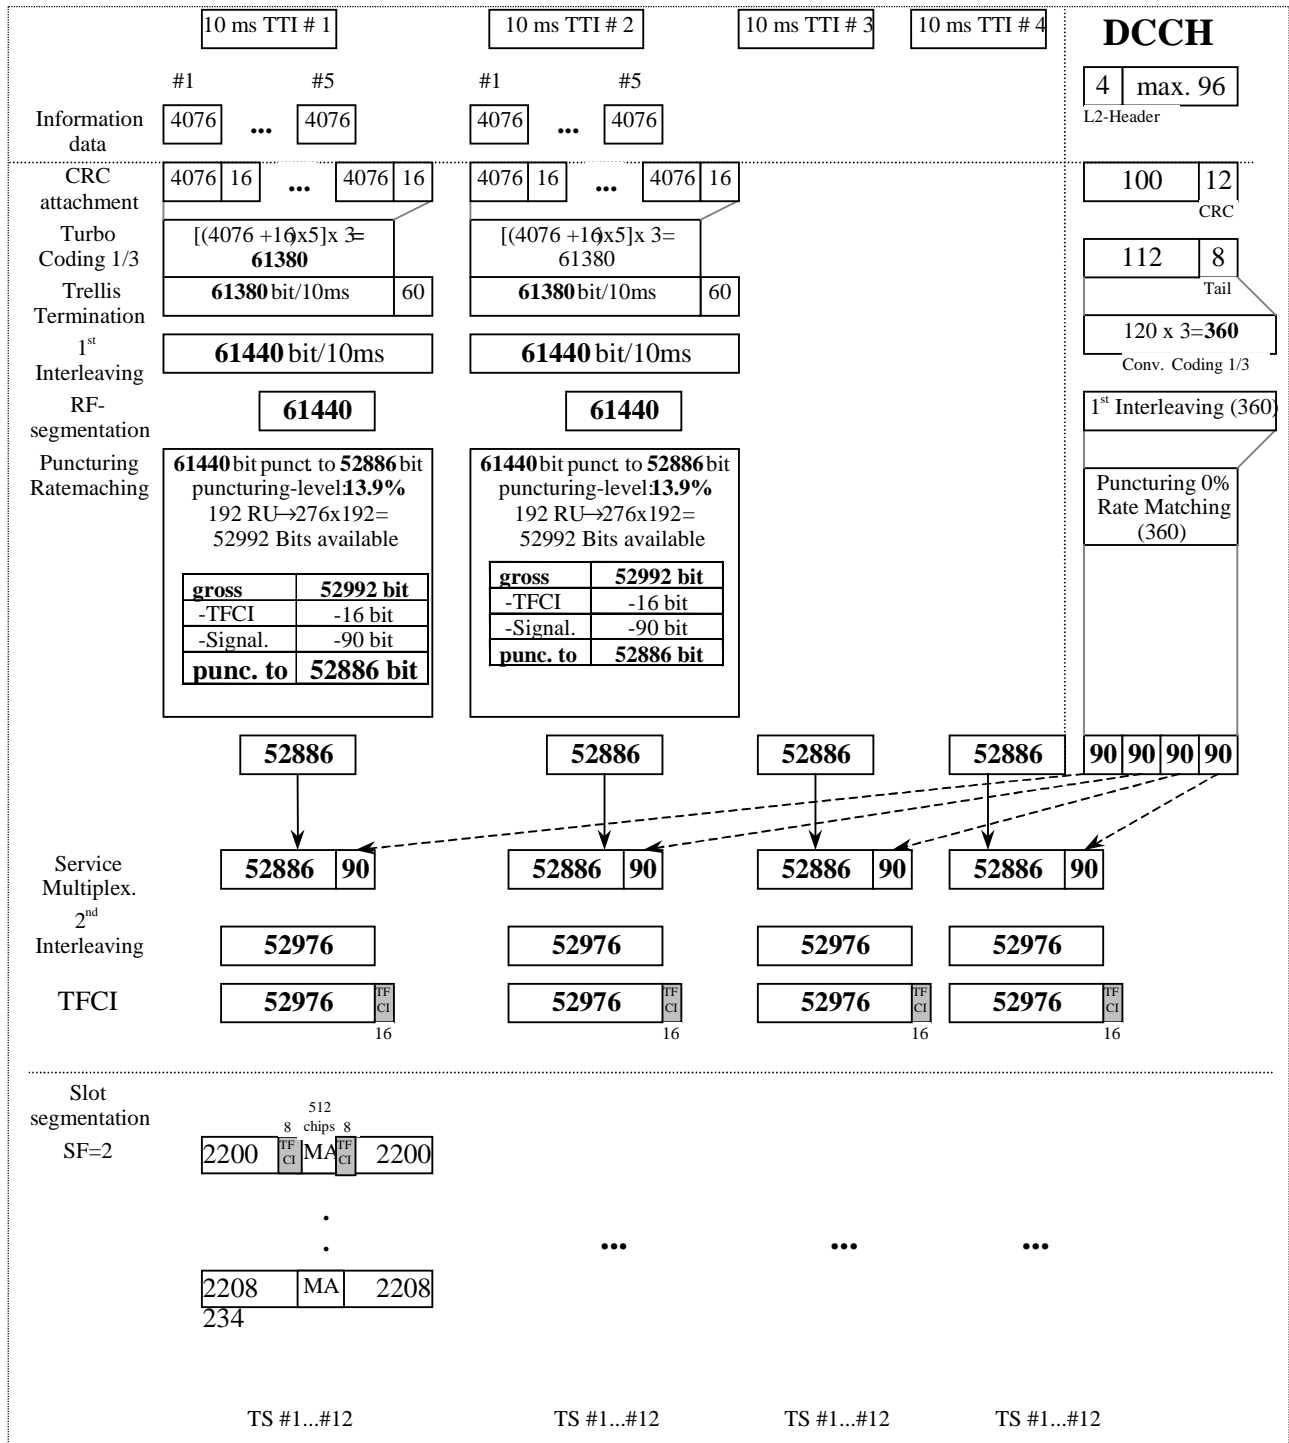 10 ms TTI # 1 10 ms TTI # 2 10 ms TTI # 3 10 ms TTI # 4 DCCH
#1 #5 #1 #5 4 max. 96
L2-Header
Information data 4076 ... 4076 4076 ... 4076
CRC attachment 4076 16 ... 4076 16 4076 16 ... 4076 16 100 12
CRC
Turbo Coding 1/3 [(4076 +16)x5]x 3= 61380 [(4076 +16)x5]x 3= 61380 112 8
Tail
Trellis Termination 61380 bit/10ms 60 61380 bit/10ms 60
120 x 3=360
Conv. Coding 1/3
1st Interleaving 61440 bit/10ms 61440 bit/10ms
RF-segmentation 61440 61440 1st Interleaving (360)
Puncturing Ratemaching
61440 bit punct. to 52886 bit
puncturing-level:13.9%
192 RU→276x192=
52992 Bits available
gross 52992 bit
-TFCI -16 bit
-Signal. -90 bit
punc. to 52886 bit
61440 bit punct. to 52886 bit
puncturing-level:13.9%
192 RU→276x192=
52992 Bits available
gross 52992 bit
-TFCI -16 bit
-Signal. -90 bit
punc. to 52886 bit
Puncturing 0%
Rate Matching
(360)
52886 52886 52886 52886 90 90 90 90
Service Multiplex. 52886 90 52886 90 52886 90 52886 90
2nd Interleaving 52976 52976 52976 52976
TFCI 52976 TF CI 52976 TF CI 52976 TF CI 52976 TF CI
16 16 16 16
Slot segmentation
512
8 chips 8
SF=2 2200 TF CI MA TF CI 2200
.
. ... ... ...
2208 MA 2208
234
TS #1...#12 TS #1...#12 TS #1...#12 TS #1...#12